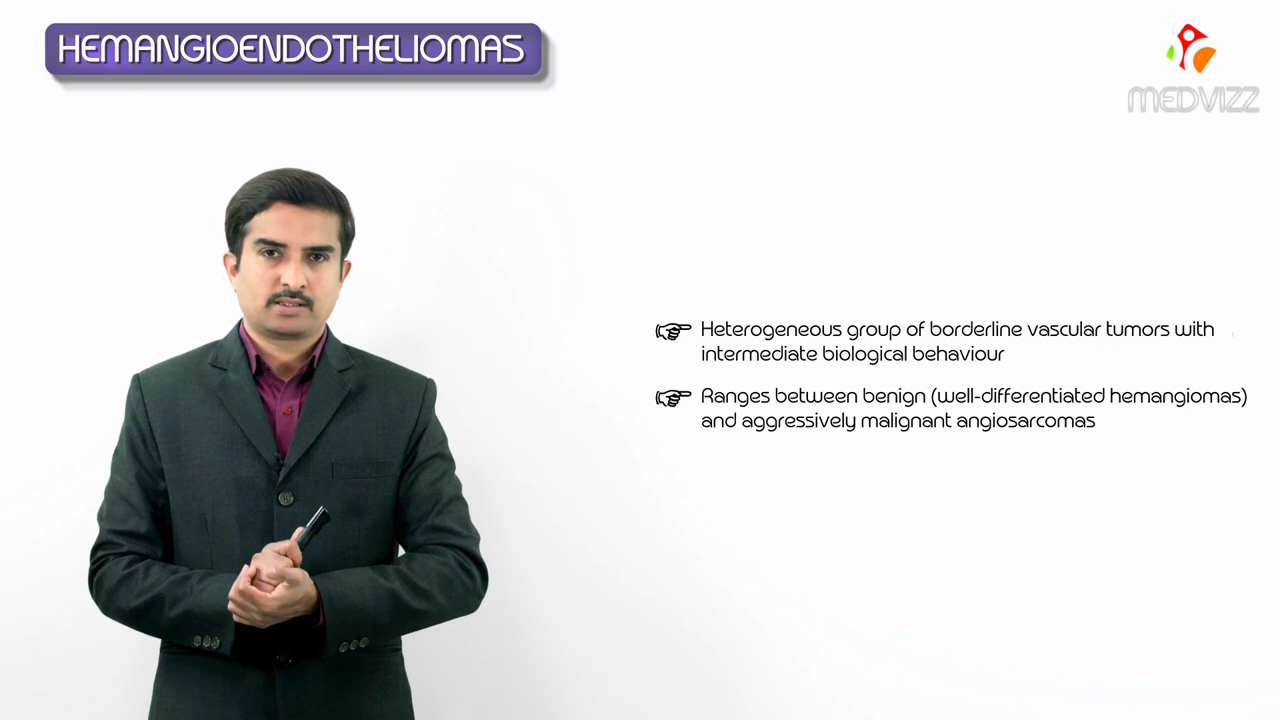 HEMANGIOENDOTHELIOMAS
MEDVIZZ
Heterogeneous group of borderline vascular tumors with
intermediate biological behaviour
Ranges between benign (well-differentiated hemangiomas)
and aggressively malignant angiosarcomas